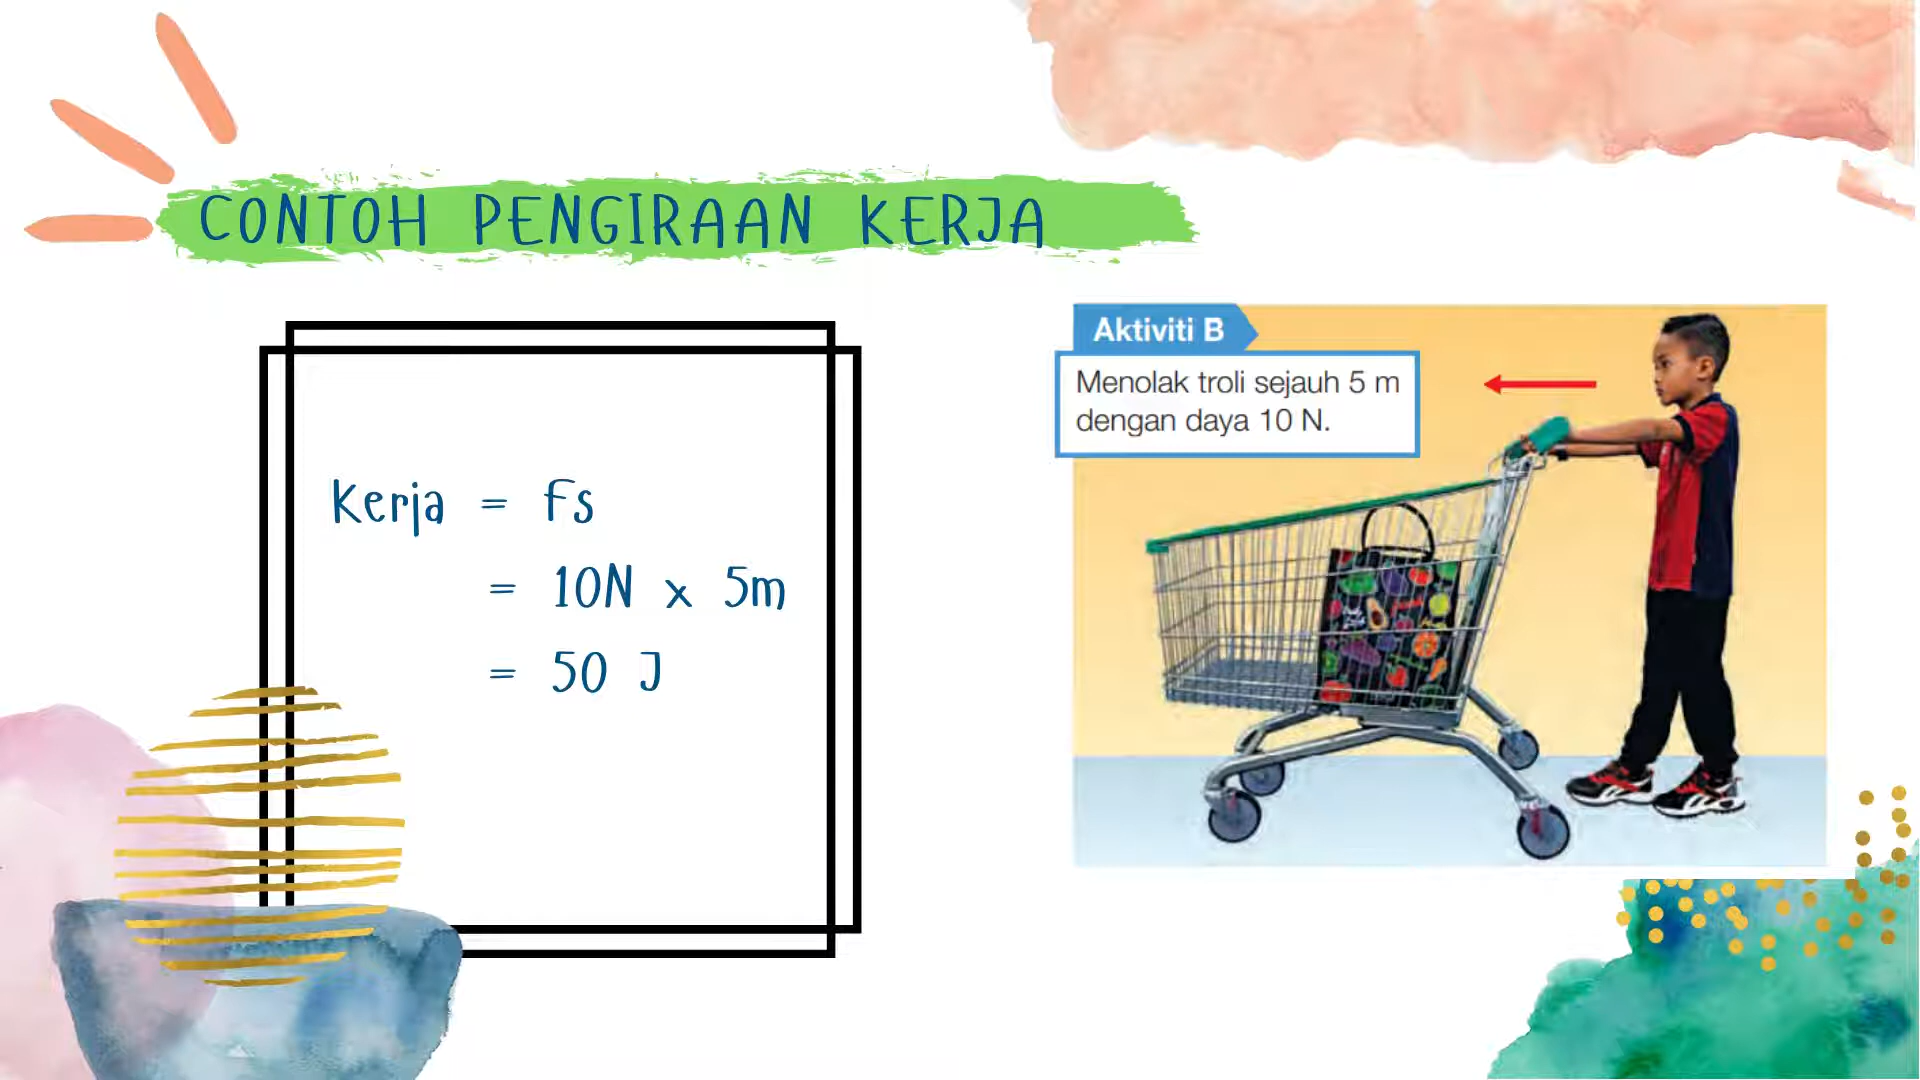 CONTOH PENGIRAAN KERJA
Kerja = Fs
= 10N x 5m
= 50 J
Aktiviti B
Menolak troli sejauh 5 m
dengan daya 10 N.